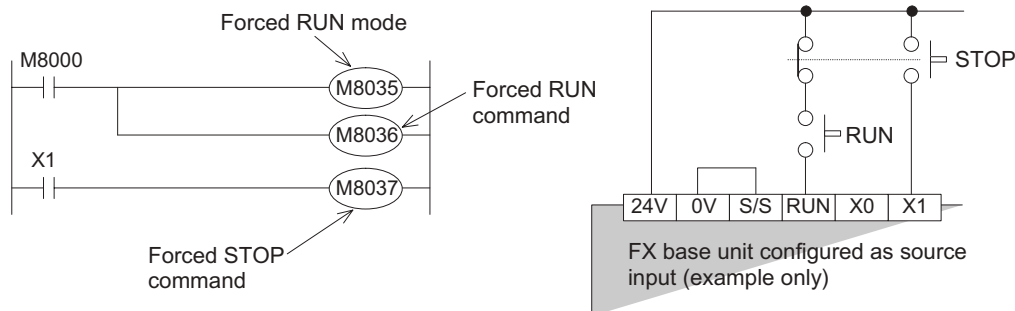 Forced RUN mode
M8000
M8035
Forced RUN
command
M8036
X1
M8037
Forced STOP
command
STOP
RUN
24V 0V S/S RUN X0 X1
FX base unit configured as source
input (example only)